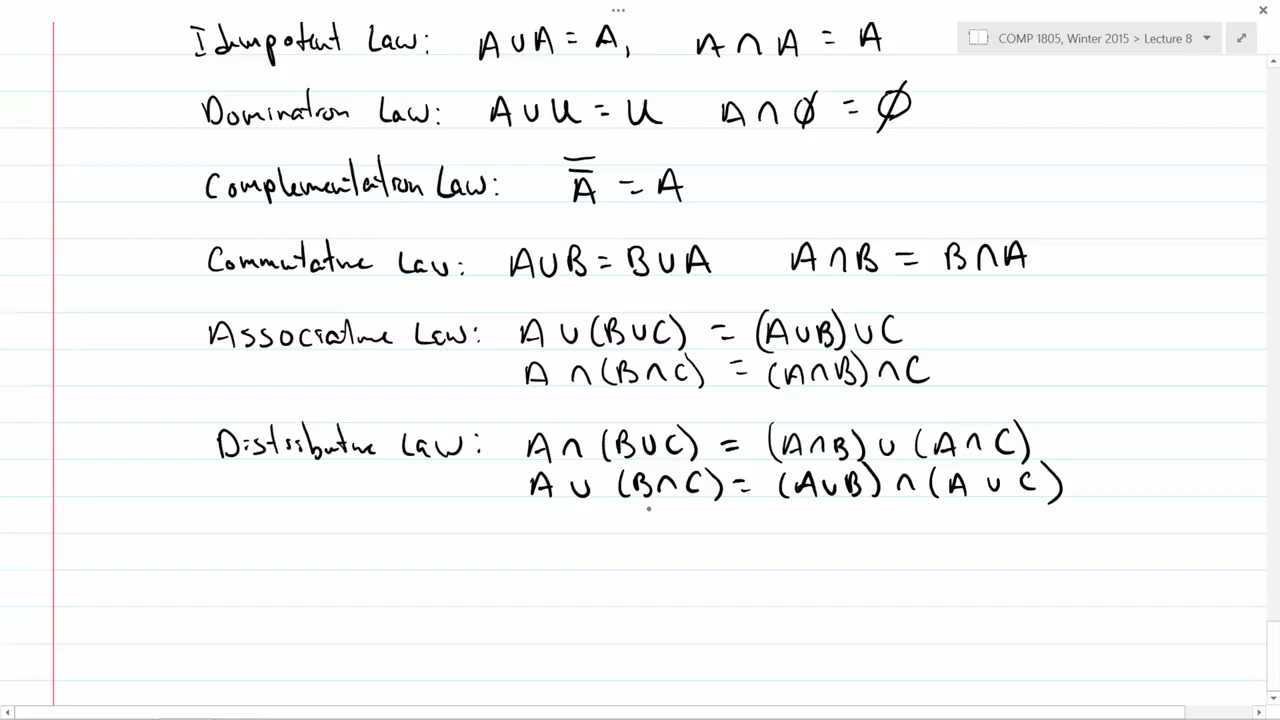 COMP 1805, Winter 2015 > Lecture 8
Idempotent Law: A∪A = A, A ∩ A = A
Domination Law: A∪U = U A ∩ ∅ = ∅
Complementation Law: A̿ = A
Commutative Law: A∪B = B∪A A∩B = B∩A
Associative Law: A ∪ (B∪C) = (A∪B)∪C
A ∩ (B∩C) = (A∩B)∩C
Distributive Law: A∩ (B∪C) = (A∩B) ∪ (A∩C)
A ∪ (B∩C) = (A∪B) ∩ (A ∪ C)